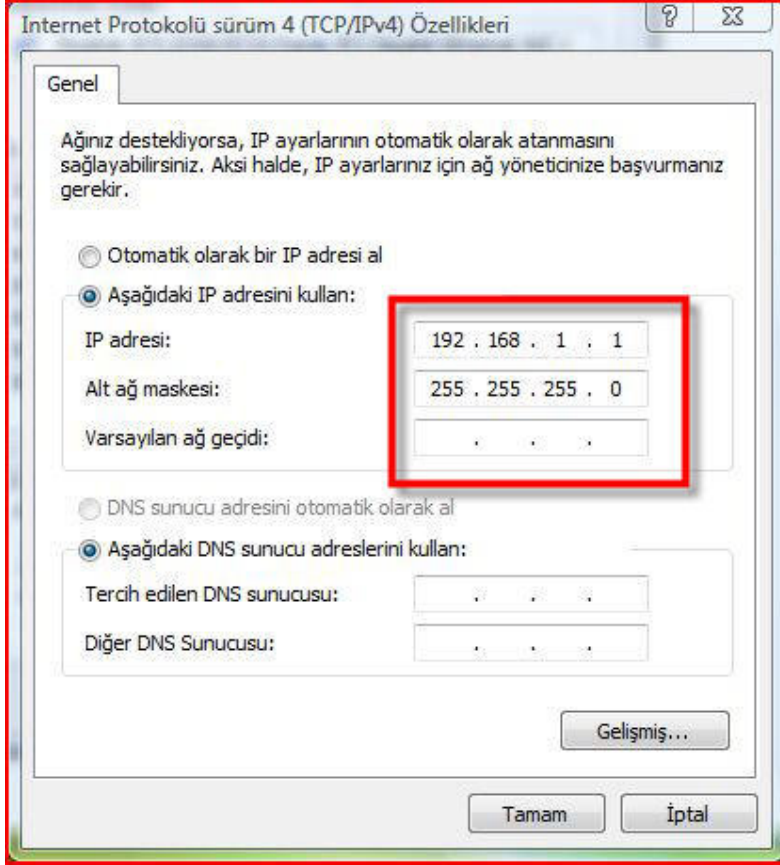 Internet Protokolü sürüm 4 (TCP/IPv4) Özellikleri
Genel
Ağınız destekliyorsa, IP ayarlarının otomatik olarak atanmasını
sağlayabilirsiniz. Aksi halde, IP ayarlarınız için ağ yöneticinize başvurmanız
gerekir.
Otomatik olarak bir IP adresi al
Aşağıdaki IP adresini kullan:
IP adresi: 192 . 168 . 1 . 1
Alt ağ maskesi: 255 . 255 . 255 . 0
Varsayılan ağ geçidi: . . .
DNS sunucu adresini otomatik olarak al
Aşağıdaki DNS sunucu adreslerini kullan:
Tercih edilen DNS sunucusu: . . .
Diğer DNS Sunucusu: . . .
Gelişmiş...
Tamam İptal